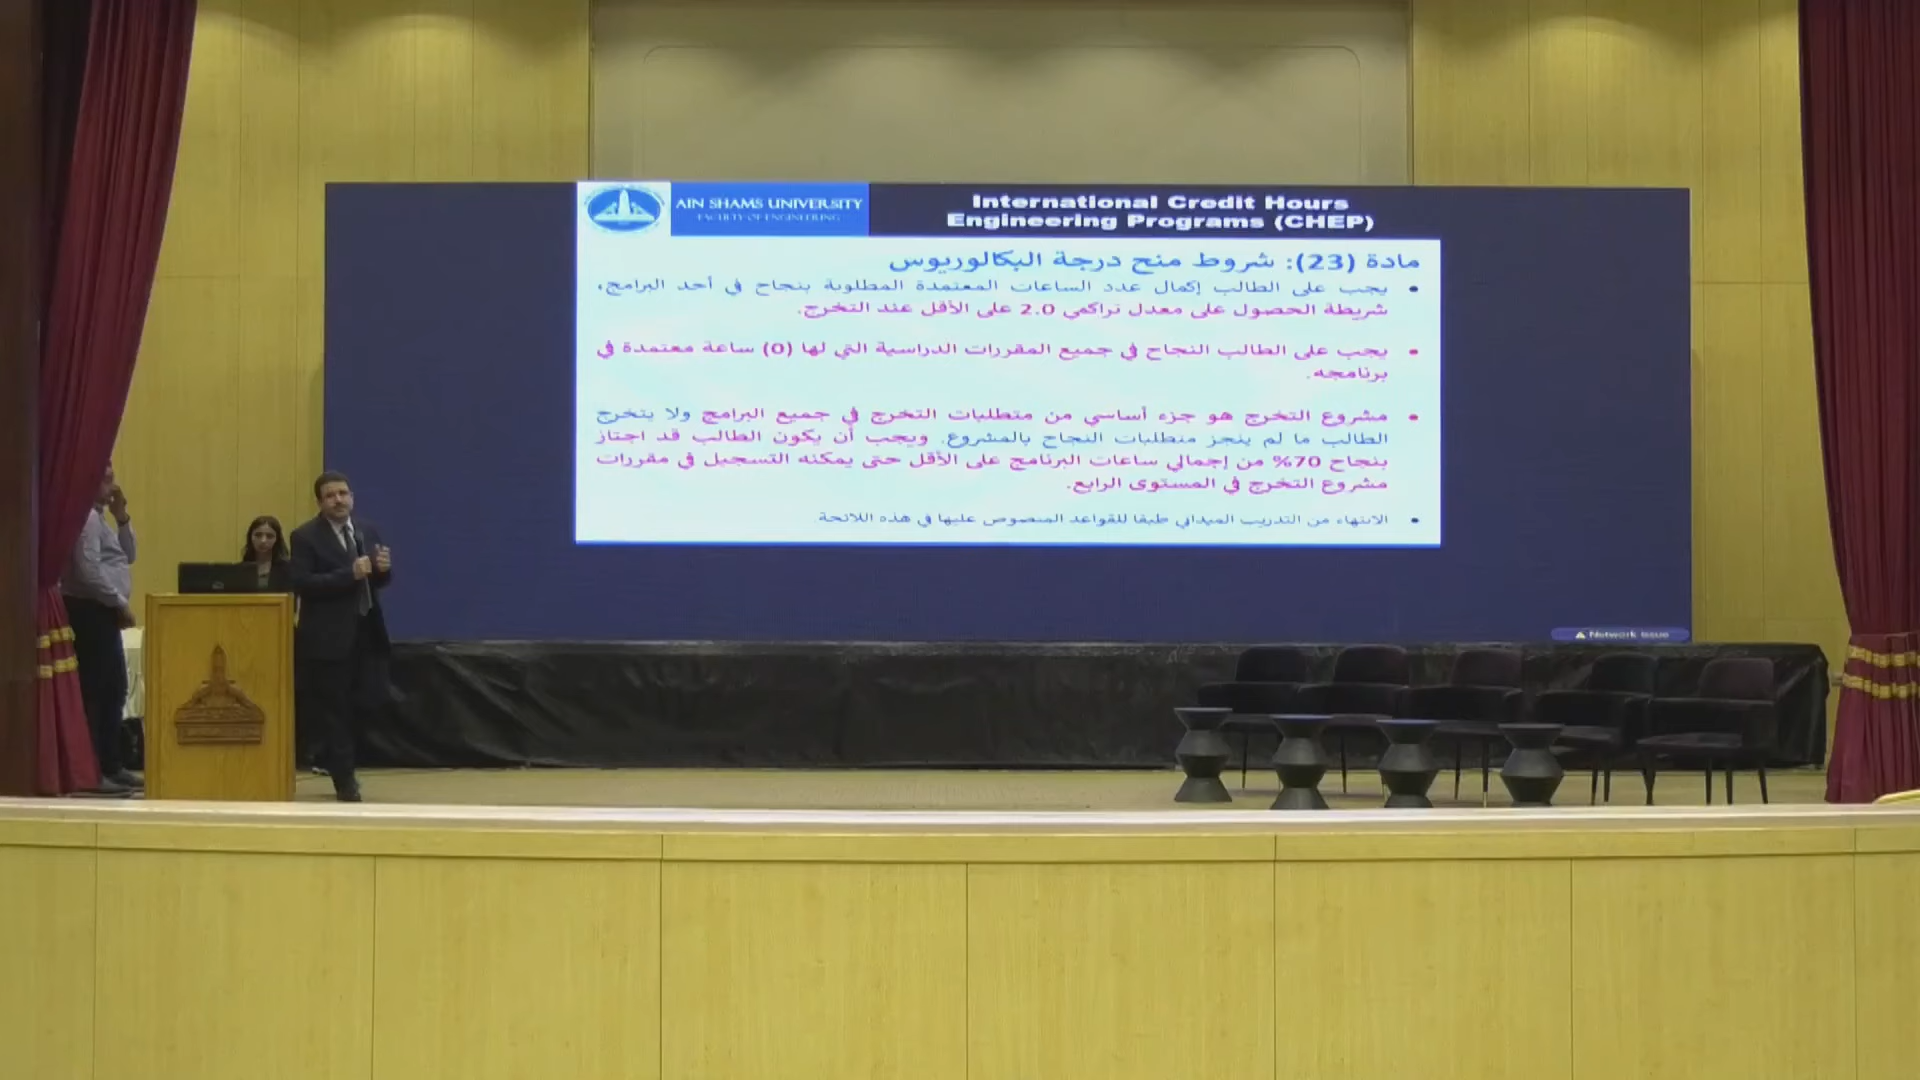 AIN SHAMS UNIVERSITY
FACULTY OF ENGINEERING
International Credit Hours
Engineering Programs (CHEP)
مادة (23): شروط منح درجة البكالوريوس
• يجب على الطالب إكمال عدد الساعات المعتمدة المطلوبة بنجاح في أحد البرامج،
شريطة الحصول على معدل تراكمي 2.0 على الأقل عند التخرج.
• يجب على الطالب النجاح في جميع المقررات الدراسية التي لها (0) ساعة معتمدة في
برنامجه.
• مشروع التخرج هو جزء أساسي من متطلبات التخرج في جميع البرامج ولا يتخرج
الطالب ما لم ينجز متطلبات النجاح بالمشروع. ويجب أن يكون الطالب قد اجتاز
بنجاح 70% من إجمالي ساعات البرنامج على الأقل حتى يمكنه التسجيل في مقررات
مشروع التخرج في المستوى الرابع.
• الانتهاء من التدريب الميداني طبقا للقواعد المنصوص عليها في هذه اللائحة.
Network issue